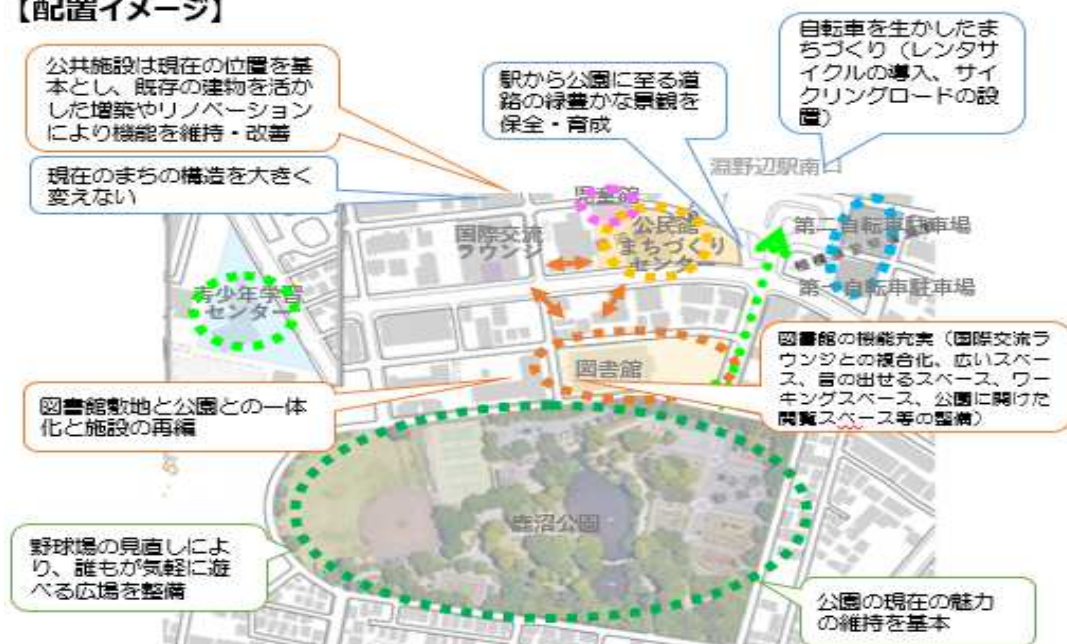 【配置イメージ】
公共施設は現在の位置を基
本とし、既存の建物を活か
した増築やリノベーション
により機能を維持・改善
駅から公園に至る道
路の緑豊かな景観を
保全・育成
自転車を生かしたま
ちづくり（レンタサ
イクルの導入、サイ
クリングロードの設
置）
現在のまちの構造を大きく
変えない
淵野辺駅南口
児童館
国際交流
ラウンジ
公民館
まちづくり
センター
第二自転車駐車場
第一自転車駐車場
青少年学習
センター
図書館
図書館の機能充実（国際交流ラ
ウンジとの複合化、広いスペー
ス、音の出せるスペース、ワー
キングスペース、公園に開けた
閲覧スペース等の整備）
図書館敷地と公園との一体
化と施設の再編
鹿沼公園
野球場の見直しによ
り、誰もが気軽に遊
べる広場を整備
公園の現在の魅力
の維持を基本